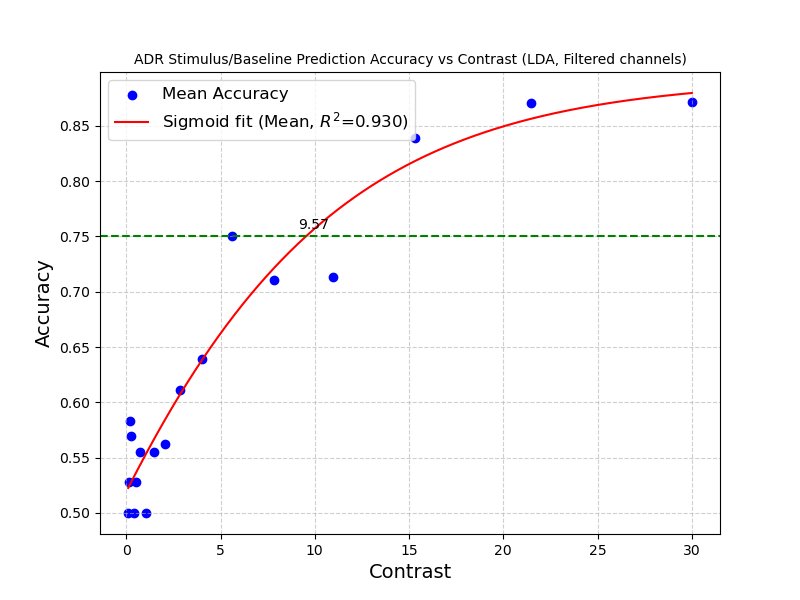 ADR Stimulus/Baseline Prediction Accuracy vs Contrast (LDA, Filtered channels)
Mean Accuracy
Sigmoid fit (Mean, R²=0.930)
0.85
0.80
9.57
0.75
0.70
0.65
0.60
0.55
0.50
Accuracy
0 5 10 15 20 25 30
Contrast